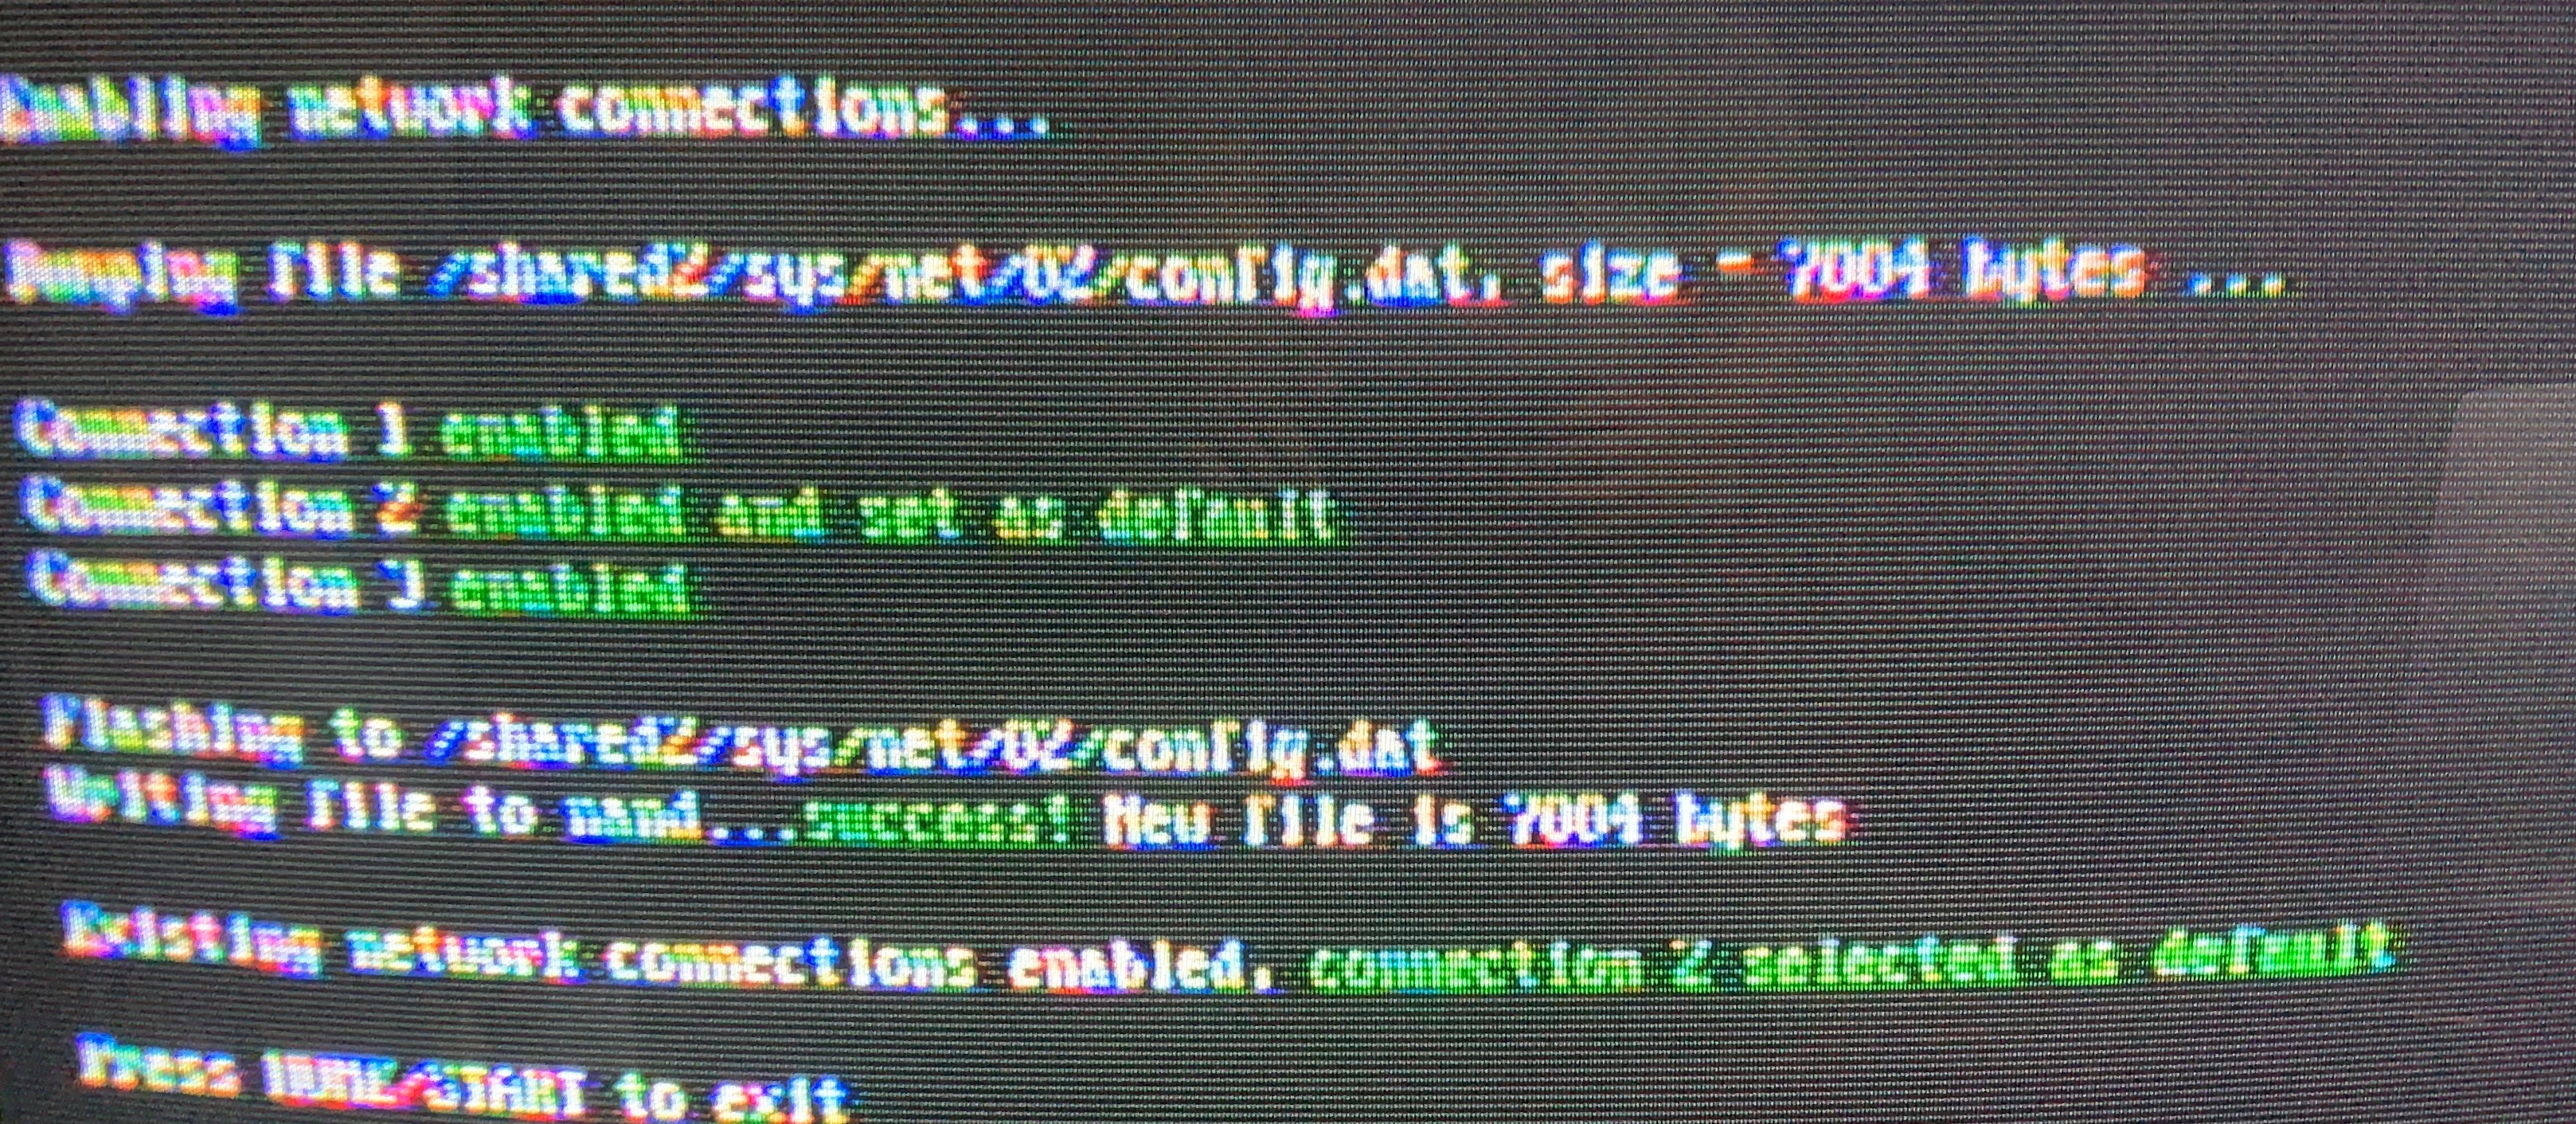 Enabling network connections...
Dumping file /shared2/sys/net/02/config.dat, size = 7004 bytes ...
Connection 1 enabled
Connection 2 enabled and set as default
Connection 3 enabled
Flashing to /shared2/sys/net/02/config.dat
Writing file to nand...success! New file is 7004 bytes
Existing network connections enabled, connection 2 selected as default
Press HOME/START to exit